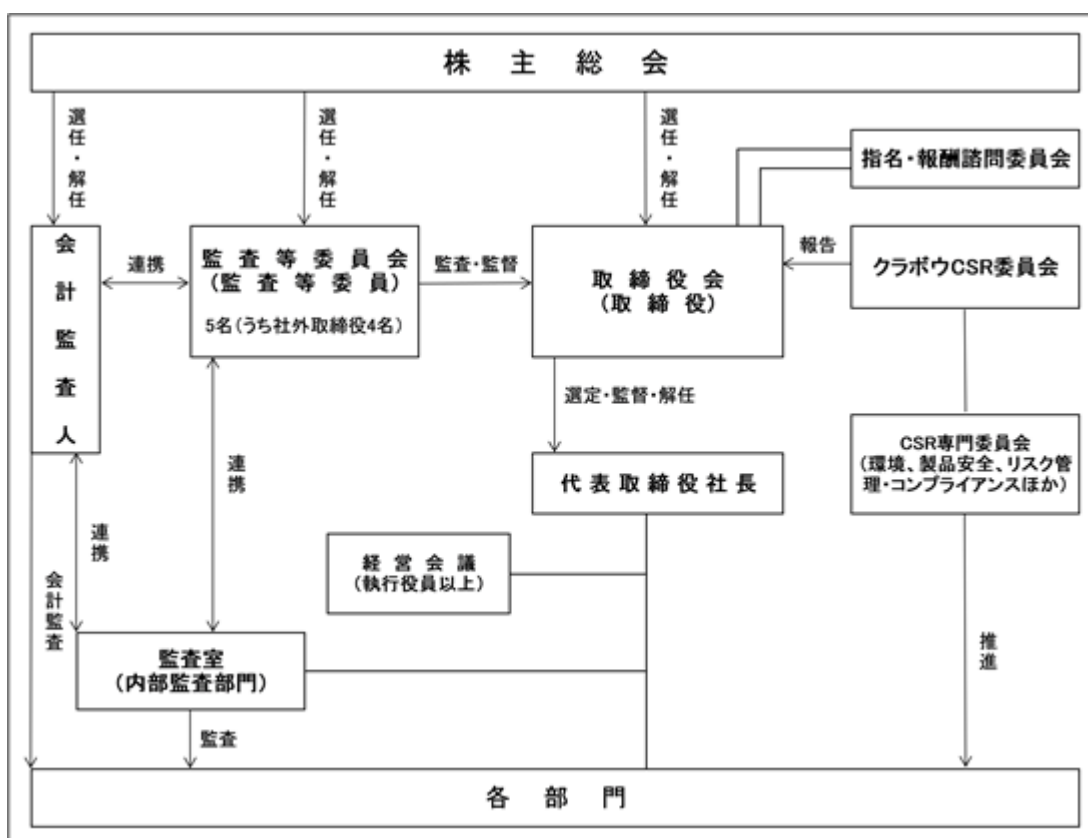 株主総会
選任・解任
選任・解任
選任・解任
指名・報酬諮問委員会
会計監査人
連携
監査等委員会
(監査等委員)
5名(うち社外取締役4名)
監査・監督
取締役会
(取締役)
報告
クラボウCSR委員会
選定・監督・解任
連携
CSR専門委員会
(環境、製品安全、リスク管
理・コンプライアンスほか)
代表取締役社長
連携
経営会議
(執行役員以上)
会計監査
監査室
(内部監査部門)
推進
監査
各部門